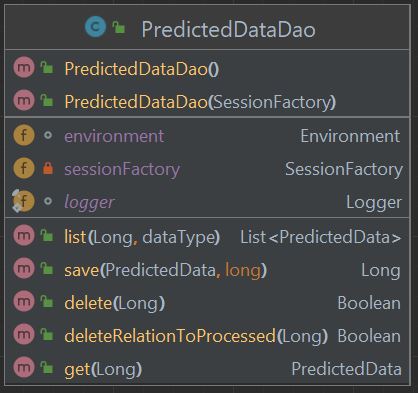 C PredictedDataDao
m PredictedDataDao()
m PredictedDataDao(SessionFactory)
f environment Environment
f sessionFactory SessionFactory
f logger Logger
m list(Long, dataType) List<PredictedData>
m save(PredictedData, long) Long
m delete(Long) Boolean
m deleteRelationToProcessed(Long) Boolean
m get(Long) PredictedData